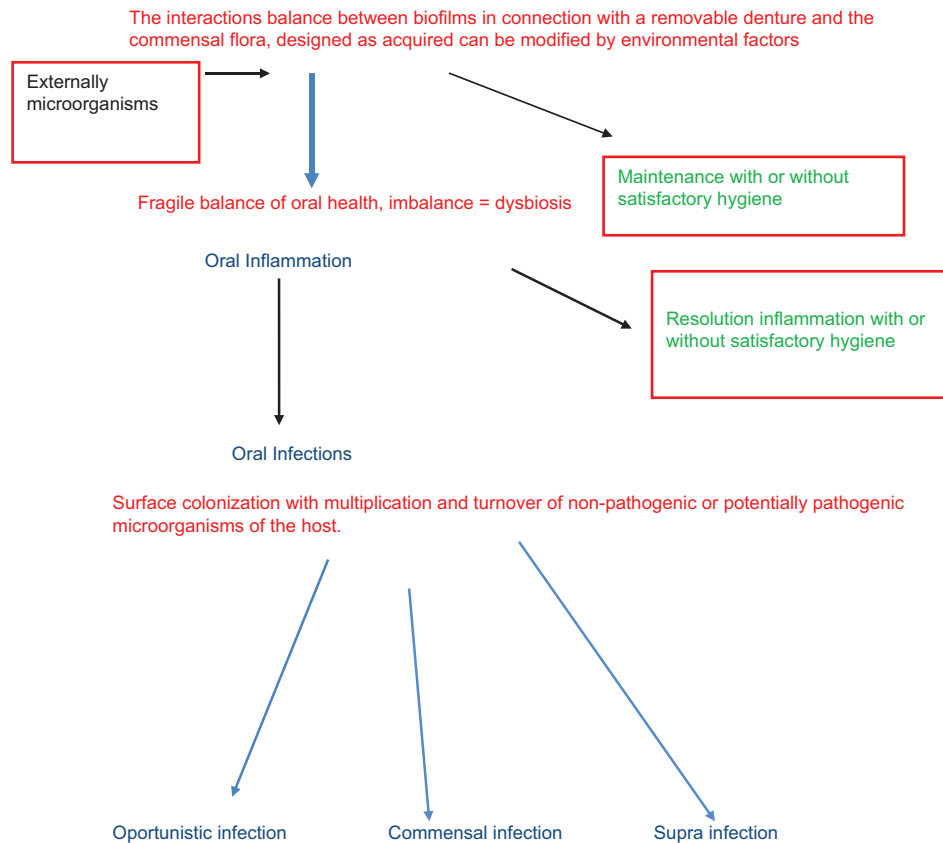 The interactions balance between biofilms in connection with a removable denture and the
commensal flora, designed as acquired can be modified by environmental factors
Externally
microorganisms
Maintenance with or without
satisfactory hygiene
Fragile balance of oral health, imbalance = dysbiosis
Oral Inflammation
Resolution inflammation with or
without satisfactory hygiene
Oral Infections
Surface colonization with multiplication and turnover of non-pathogenic or potentially pathogenic
microorganisms of the host.
Oportunistic infection
Commensal infection
Supra infection